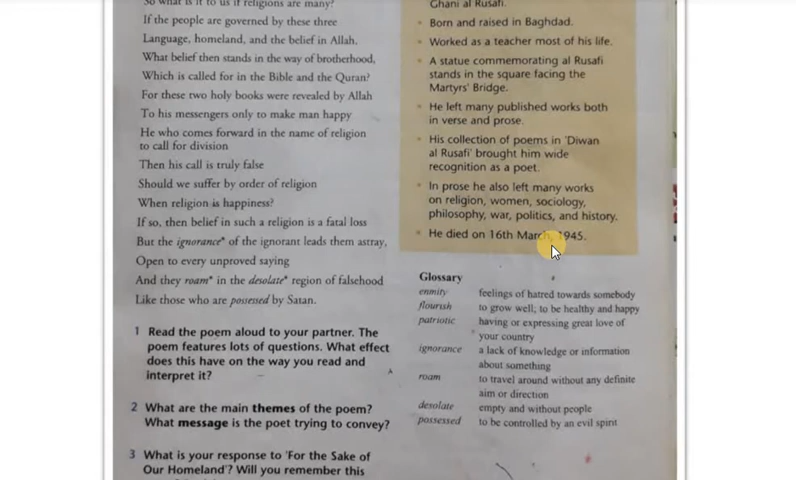 So what is it to us if religions are many?
If the people are governed by these three
Language, homeland, and the belief in Allah.
What belief then stands in the way of brotherhood,
Which is called for in the Bible and the Quran?
For these two holy books were revealed by Allah
To his messengers only to make man happy
He who comes forward in the name of religion
to call for division
Then his call is truly false
Should we suffer by order of religion
When religion is happiness?
If so, then belief in such a religion is a fatal loss
But the ignorance* of the ignorant leads them astray,
Open to every unproved saying
And they roam* in the desolate* region of falsehood
Like those who are possessed by Satan.
1 Read the poem aloud to your partner. The
poem features lots of questions. What effect
does this have on the way you read and
interpret it?
2 What are the main themes of the poem?
What message is the poet trying to convey?
3 What is your response to 'For the Sake of
Our Homeland'? Will you remember this
Ghani al Rusafi.
• Born and raised in Baghdad.
• Worked as a teacher most of his life.
• A statue commemorating al Rusafi
stands in the square facing the
Martyrs' Bridge.
• He left many published works both
in verse and prose.
• His collection of poems in 'Diwan
al Rusafi' brought him wide
recognition as a poet.
• In prose he also left many works
on religion, women, sociology,
philosophy, war, politics, and history.
• He died on 16th March, 1945.
Glossary
enmity feelings of hatred towards somebody
flourish to grow well; to be healthy and happy
patriotic having or expressing great love of
your country
ignorance a lack of knowledge or information
about something
roam to travel around without any definite
aim or direction
desolate empty and without people
possessed to be controlled by an evil spirit